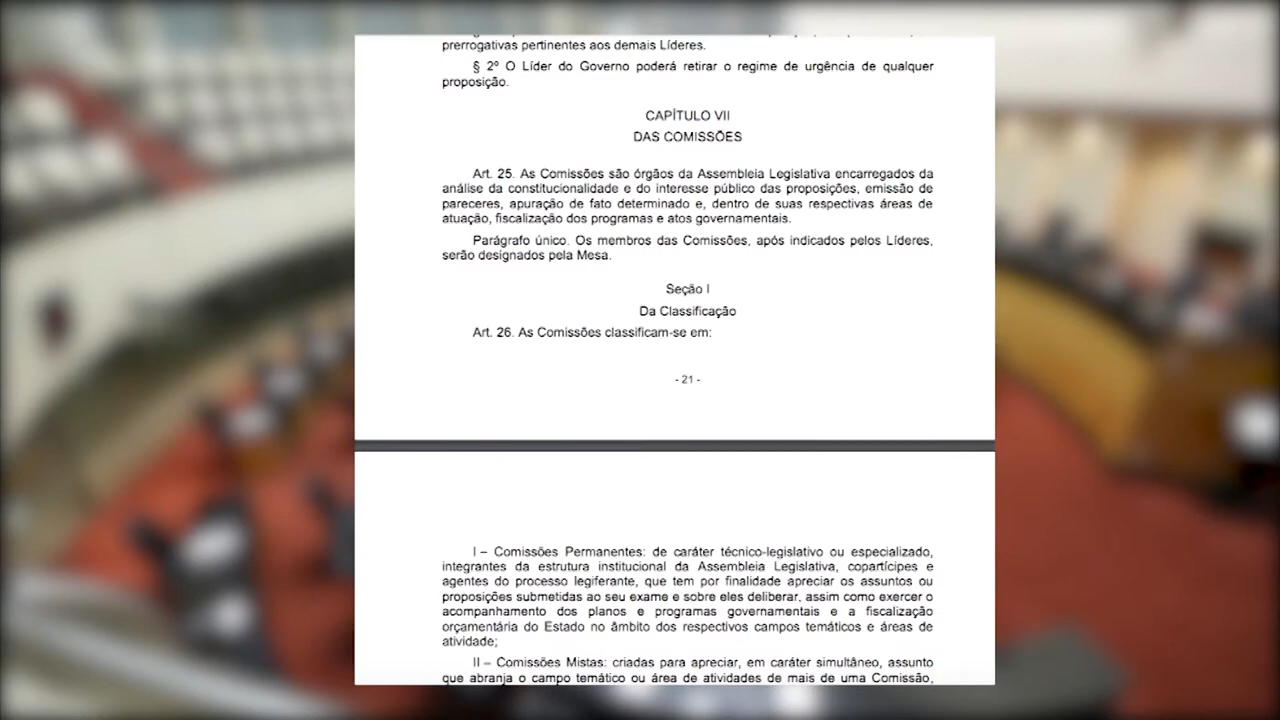 prerrogativas pertinentes aos demais Líderes.
§ 2º O Líder do Governo poderá retirar o regime de urgência de qualquer
proposição.
CAPÍTULO VII
DAS COMISSÕES
Art. 25. As Comissões são órgãos da Assembleia Legislativa encarregados da
análise da constitucionalidade e do interesse público das proposições, emissão de
pareceres, apuração de fato determinado e, dentro de suas respectivas áreas de
atuação, fiscalização dos programas e atos governamentais.
Parágrafo único. Os membros das Comissões, após indicados pelos Líderes,
serão designados pela Mesa.
Seção I
Da Classificação
Art. 26. As Comissões classificam-se em:
- 21 -
I – Comissões Permanentes: de caráter técnico-legislativo ou especializado,
integrantes da estrutura institucional da Assembleia Legislativa, copartícipes e
agentes do processo legiferante, que tem por finalidade apreciar os assuntos ou
proposições submetidas ao seu exame e sobre eles deliberar, assim como exercer o
acompanhamento dos planos e programas governamentais e a fiscalização
orçamentária do Estado no âmbito dos respectivos campos temáticos e áreas de
atividade;
II – Comissões Mistas: criadas para apreciar, em caráter simultâneo, assunto
que abranja o campo temático ou área de atividades de mais de uma Comissão,